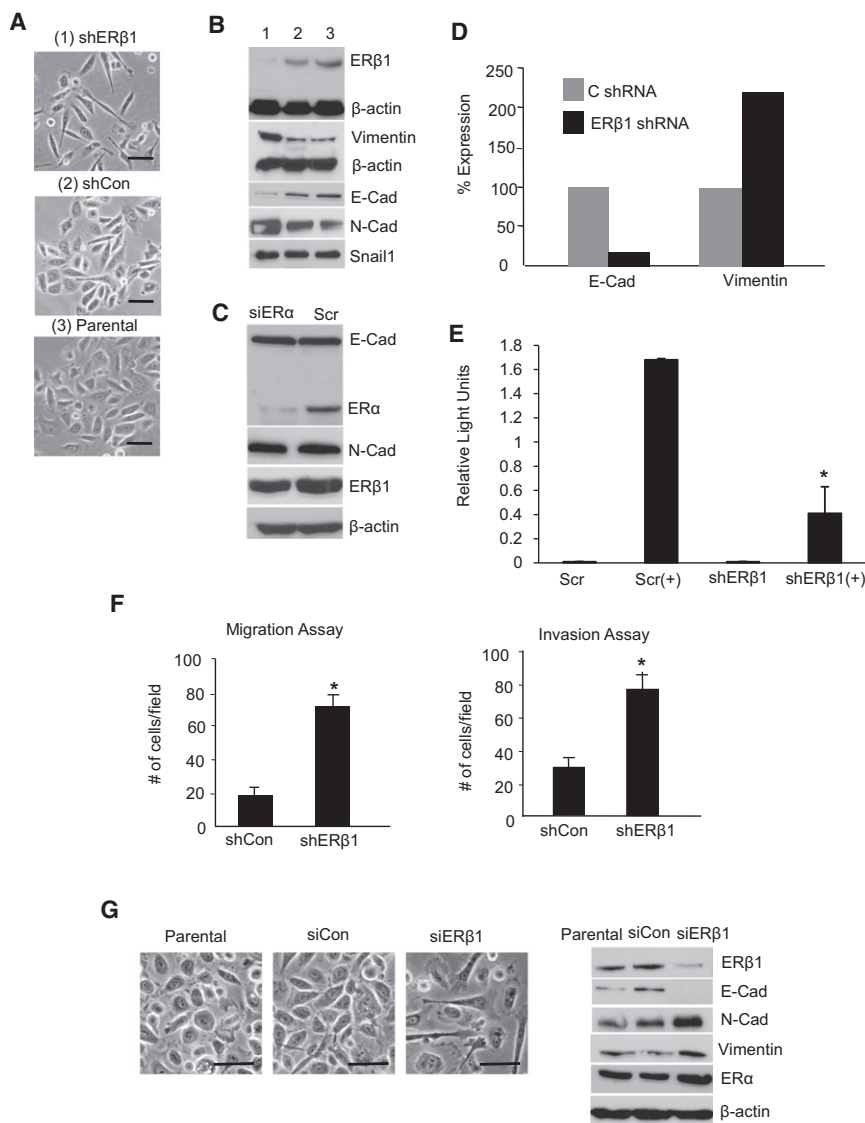 A
(1) shERβ1
(2) shCon
(3) Parental
B
1 2 3
ERβ1
β-actin
Vimentin
β-actin
E-Cad
N-Cad
Snail1
C
siERα Scr
E-Cad
ERα
N-Cad
ERβ1
β-actin
D
250
200
150
100
50
0
% Expression
C shRNA
ERβ1 shRNA
E-Cad Vimentin
E
1.8
1.6
1.4
1.2
1
0.8
0.6
0.4
0.2
0
Relative Light Units
*
Scr Scr(+) shERβ1 shERβ1(+)
F
Migration Assay
100
80
60
40
20
0
# of cells/field
*
shCon shERβ1
Invasion Assay
100
80
60
40
20
0
# of cells/field
*
shCon shERβ1
G
Parental siCon siERβ1
Parental siCon siERβ1
ERβ1
E-Cad
N-Cad
Vimentin
ERα
β-actin